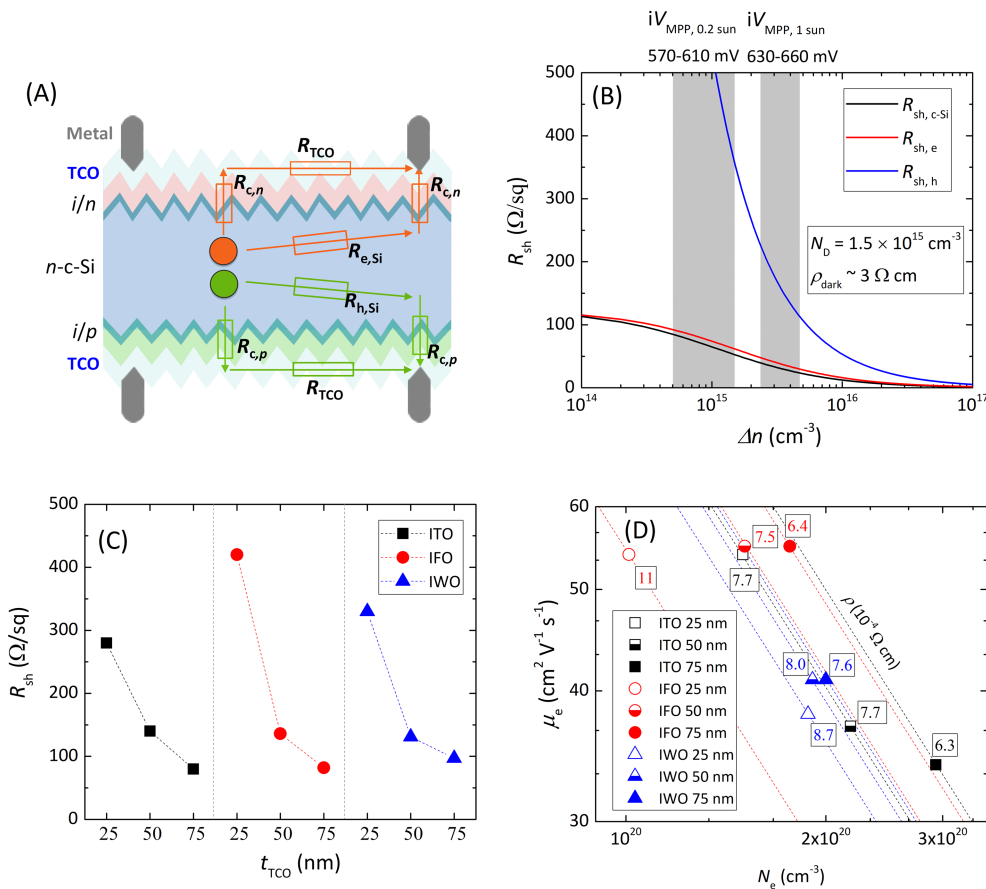 (A)
Metal
TCO
i/n
n-c-Si
i/p
TCO
R_TCO
R_c,n
R_c,n
R_e,Si
R_h,Si
R_c,p
R_c,p
R_TCO
iV_MPP, 0.2 sun
iV_MPP, 1 sun
570-610 mV
630-660 mV
(B)
R_sh, c-Si
R_sh, e
R_sh, h
N_D = 1.5 × 10^15 cm^-3
ρ_dark ~ 3 Ω cm
R_sh (Ω/sq)
500
400
300
200
100
0
10^14
10^15
10^16
10^17
Δn (cm^-3)
(C)
ITO
IFO
IWO
R_sh (Ω/sq)
500
400
300
200
100
0
25
50
75
25
50
75
25
50
75
t_TCO (nm)
(D)
μ_e (cm^2 V^-1 s^-1)
60
50
40
30
6.4
7.5
7.7
11
ρ (10^-4 Ω cm)
8.0
7.6
7.7
8.7
6.3
ITO 25 nm
ITO 50 nm
ITO 75 nm
IFO 25 nm
IFO 50 nm
IFO 75 nm
IWO 25 nm
IWO 50 nm
IWO 75 nm
10^20
2x10^20
3x10^20
N_e (cm^-3)